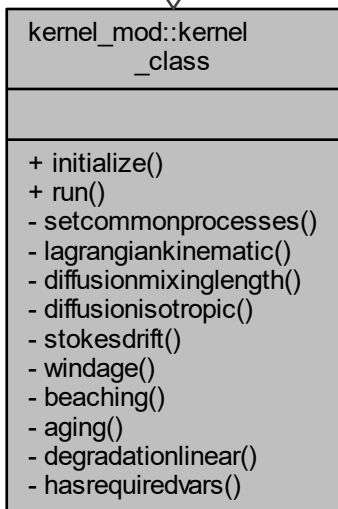 kernel_mod::kernel
_class
+ initialize()
+ run()
- setcommonprocesses()
- lagrangiankinematic()
- diffusionmixinglength()
- diffusionisotropic()
- stokesdrift()
- windage()
- beaching()
- aging()
- degradationlinear()
- hasrequiredvars()